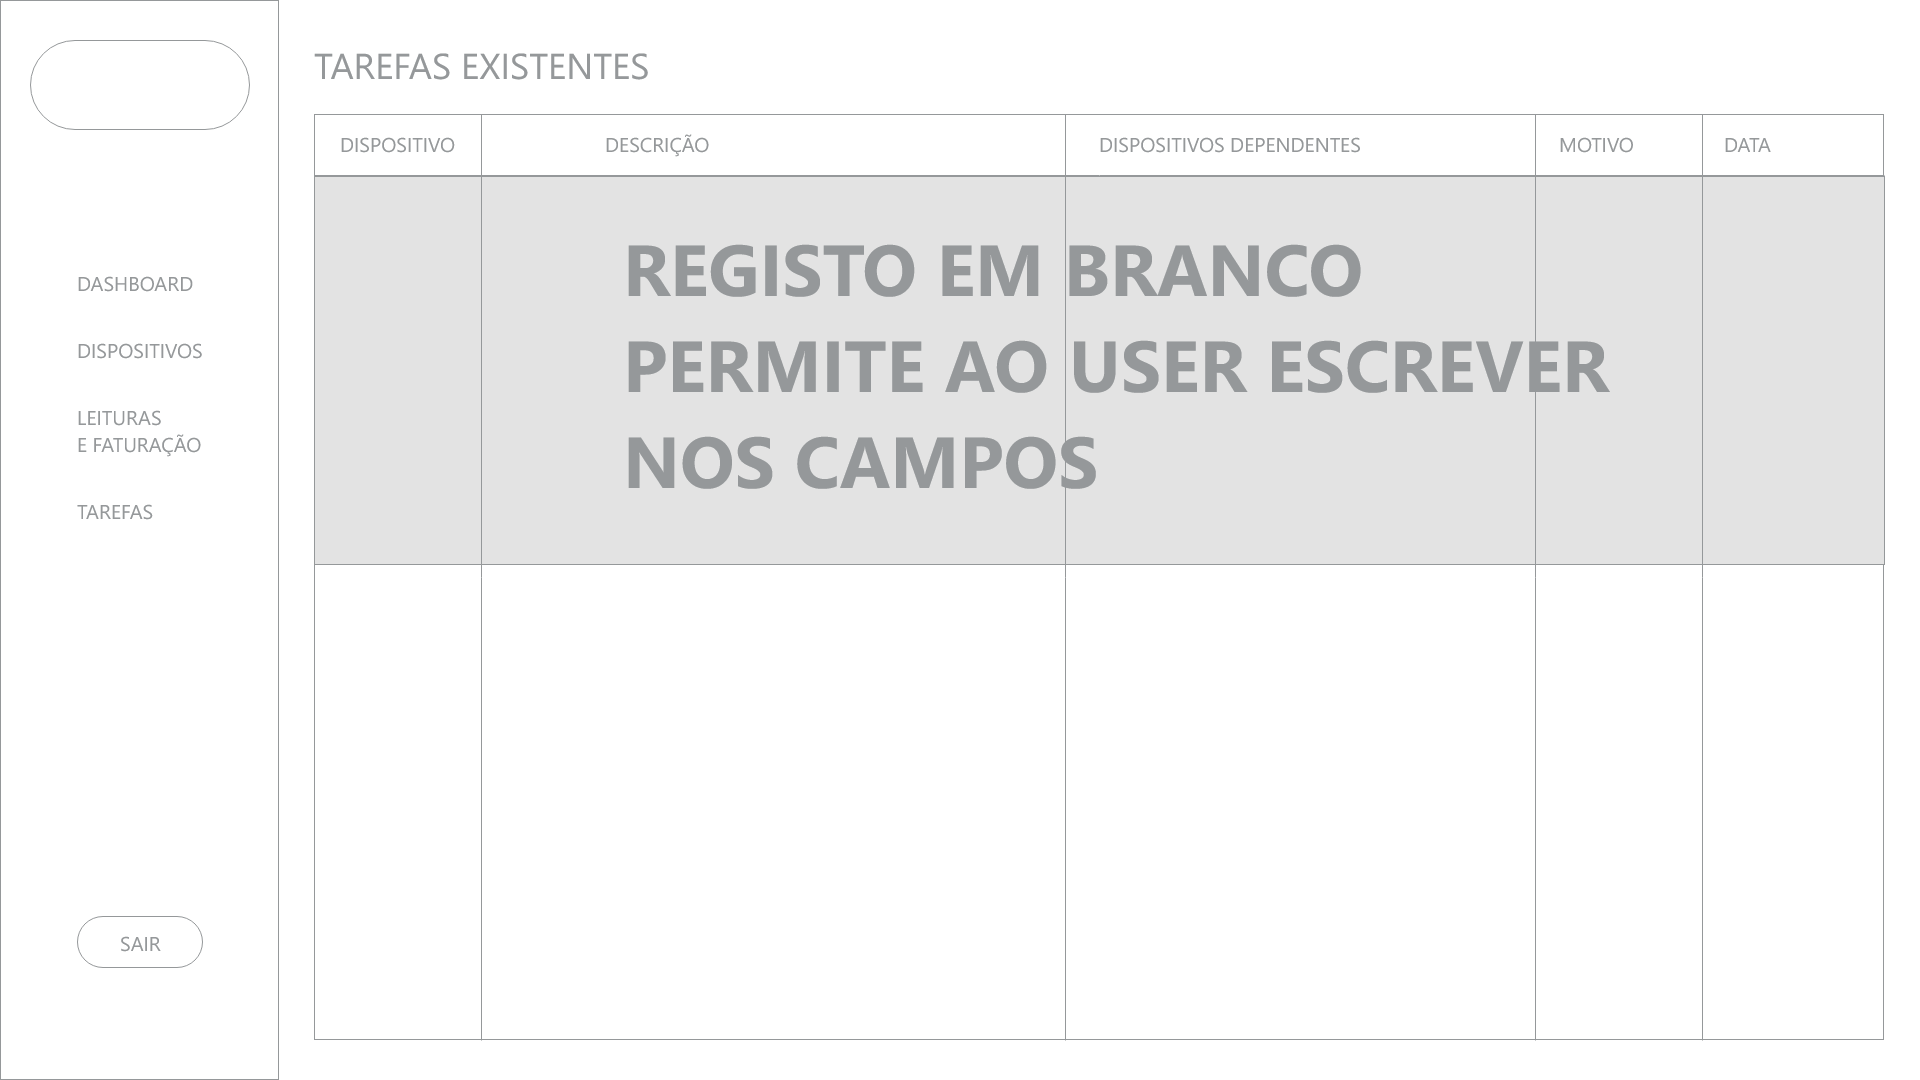 TAREFAS EXISTENTES
DISPOSITIVO
DESCRIÇÃO
DISPOSITIVOS DEPENDENTES
MOTIVO
DATA
REGISTO EM BRANCO
PERMITE AO USER ESCREVER
NOS CAMPOS
DASHBOARD
DISPOSITIVOS
LEITURAS
E FATURAÇÃO
TAREFAS
SAIR